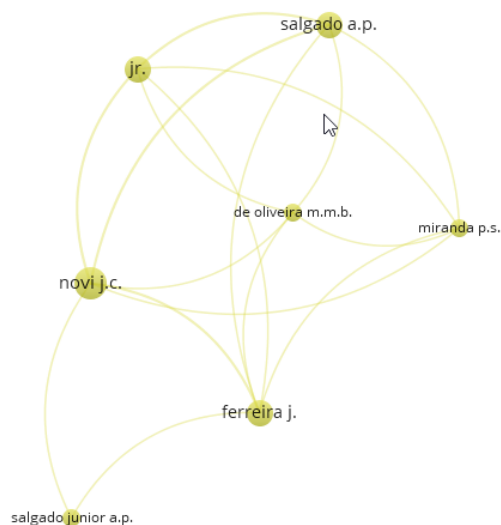 salgado a.p.
jr.
de oliveira m.m.b.
miranda p.s.
novi j.c.
ferreira j.
salgado junior a.p.